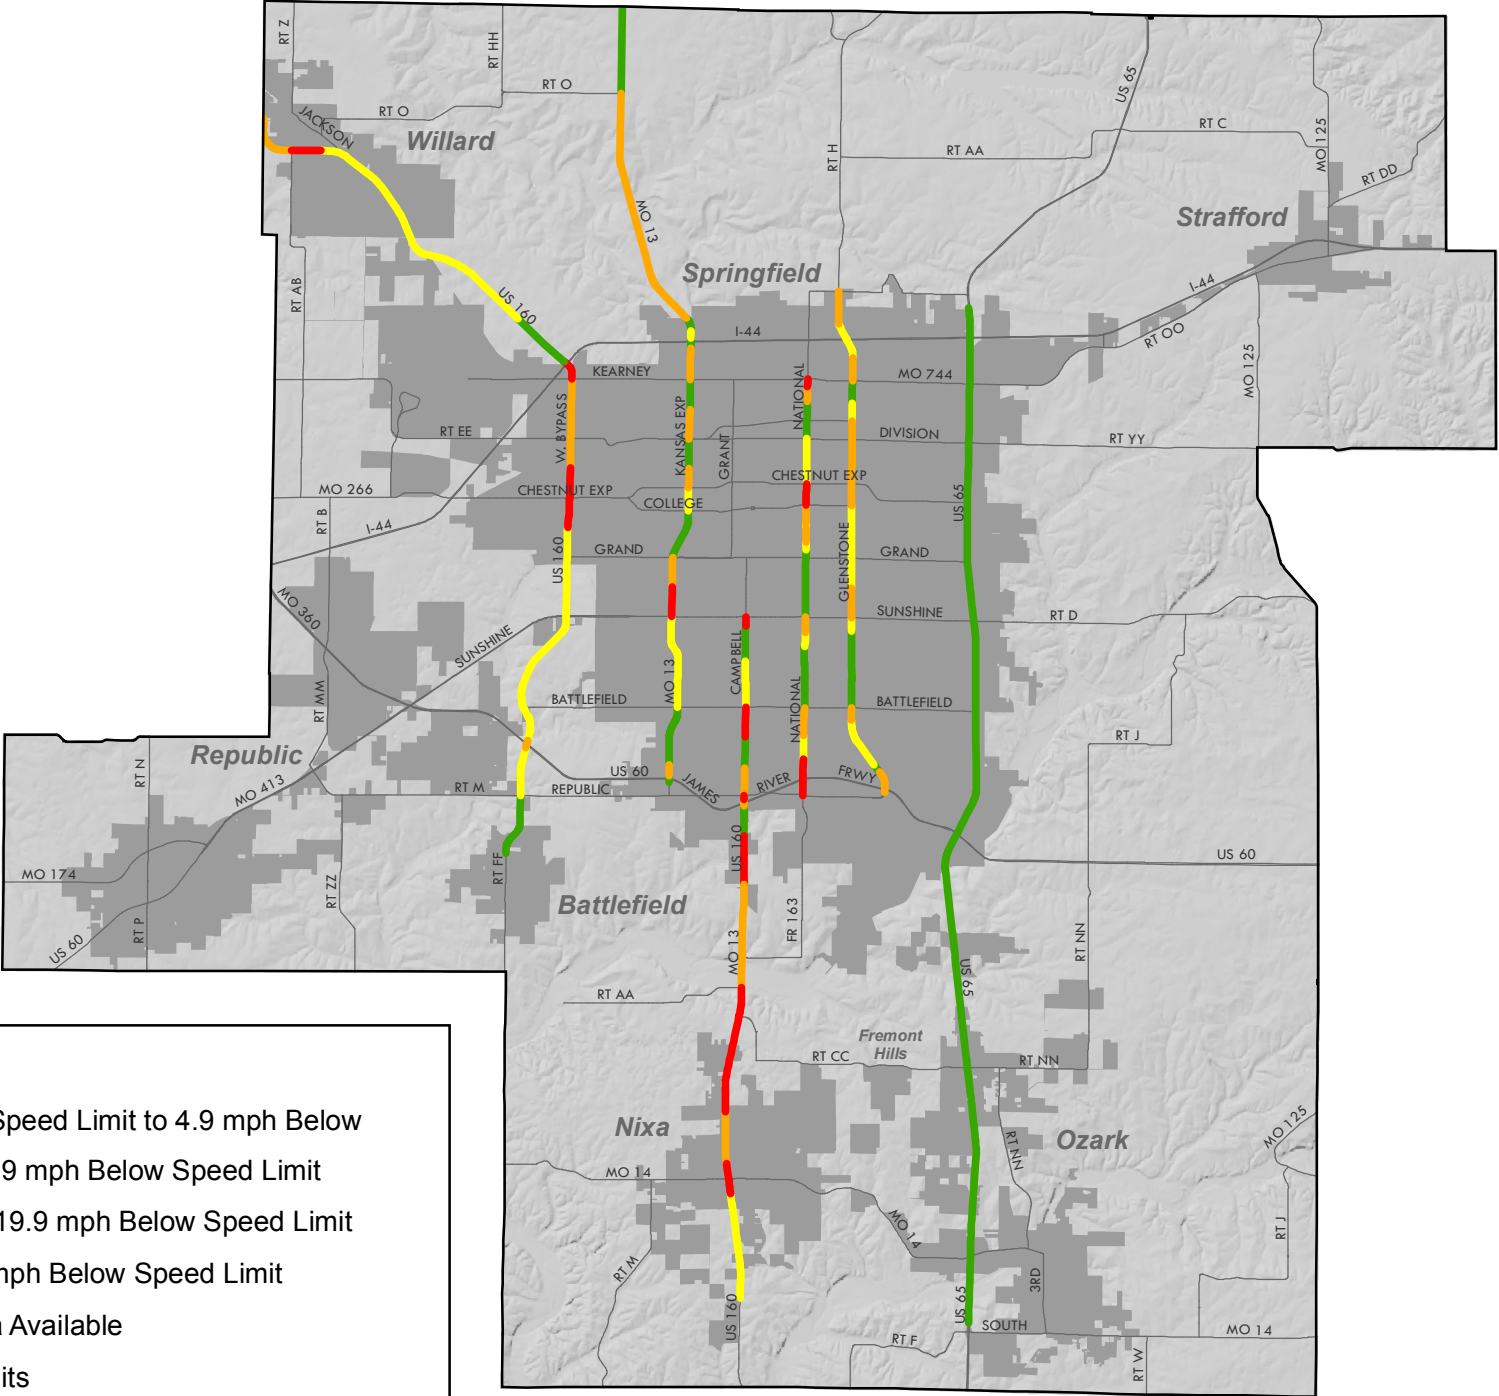 RT Z
RT HH
RT O
RT O
JACKSON
Willard
MO 13
RT H
US 65
RT C
RT AA
MO 125
RT DD
Strafford
Springfield
RT AB
US 160
I-44
I-44
RT OO
MO 125
KEARNEY
MO 744
NATIONAL
W. BYPASS
KANSAS EXP
GRANT
RT EE
DIVISION
RT YY
MO 266
CHESTNUT EXP
CHESTNUT EXP
COLLEGE
US 65
RT B
I-44
US 160
GRAND
GRAND
GLENSTONE
MO 360
SUNSHINE
SUNSHINE
RT D
CAMPBELL
MO 13
RT MM
BATTLEFIELD
NATIONAL
BATTLEFIELD
RT J
Republic
RT N
MO 413
RT M
US 60
REPUBLIC
JAMES
RIVER
FRWY
US 160
RT FF
US 60
MO 174
RT ZZ
Battlefield
FR 163
RT P
US 60
MO 13
US 65
RT NN
RT AA
Fremont
Hills
RT CC
RT NN
Nixa
Ozark
MO 125
RT NN
MO 14
MO 14
RT J
RT M
3RD
US 160
US 65
SOUTH
RT F
MO 14
RT W
Speed Limit to 4.9 mph Below
9 mph Below Speed Limit
19.9 mph Below Speed Limit
mph Below Speed Limit
a Available
its